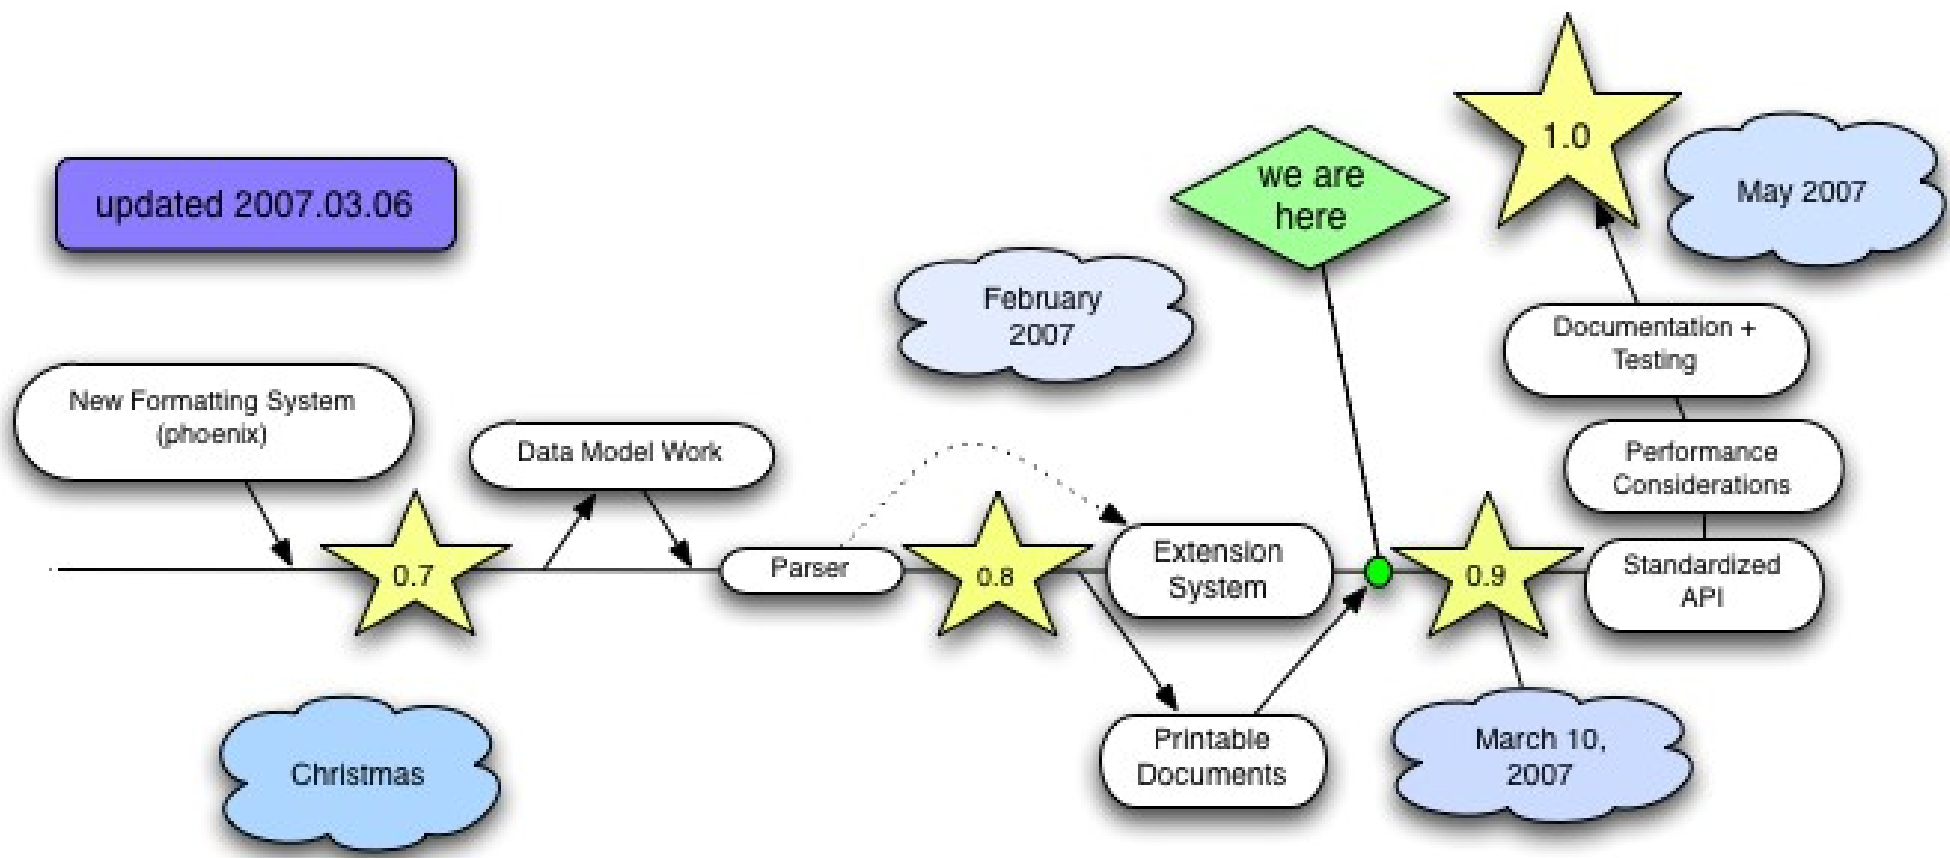 updated 2007.03.06
we are
here
1.0
May 2007
February
2007
Documentation +
Testing
New Formatting System
(phoenix)
Data Model Work
Performance
Considerations
Parser
0.7
0.8
Extension
System
0.9
Standardized
API
Christmas
Printable
Documents
March 10,
2007